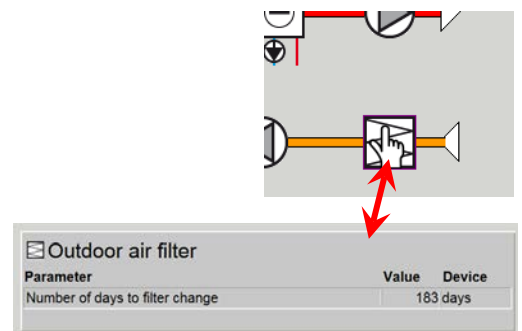 Outdoor air filter
Parameter Value Device
Number of days to filter change 183 days